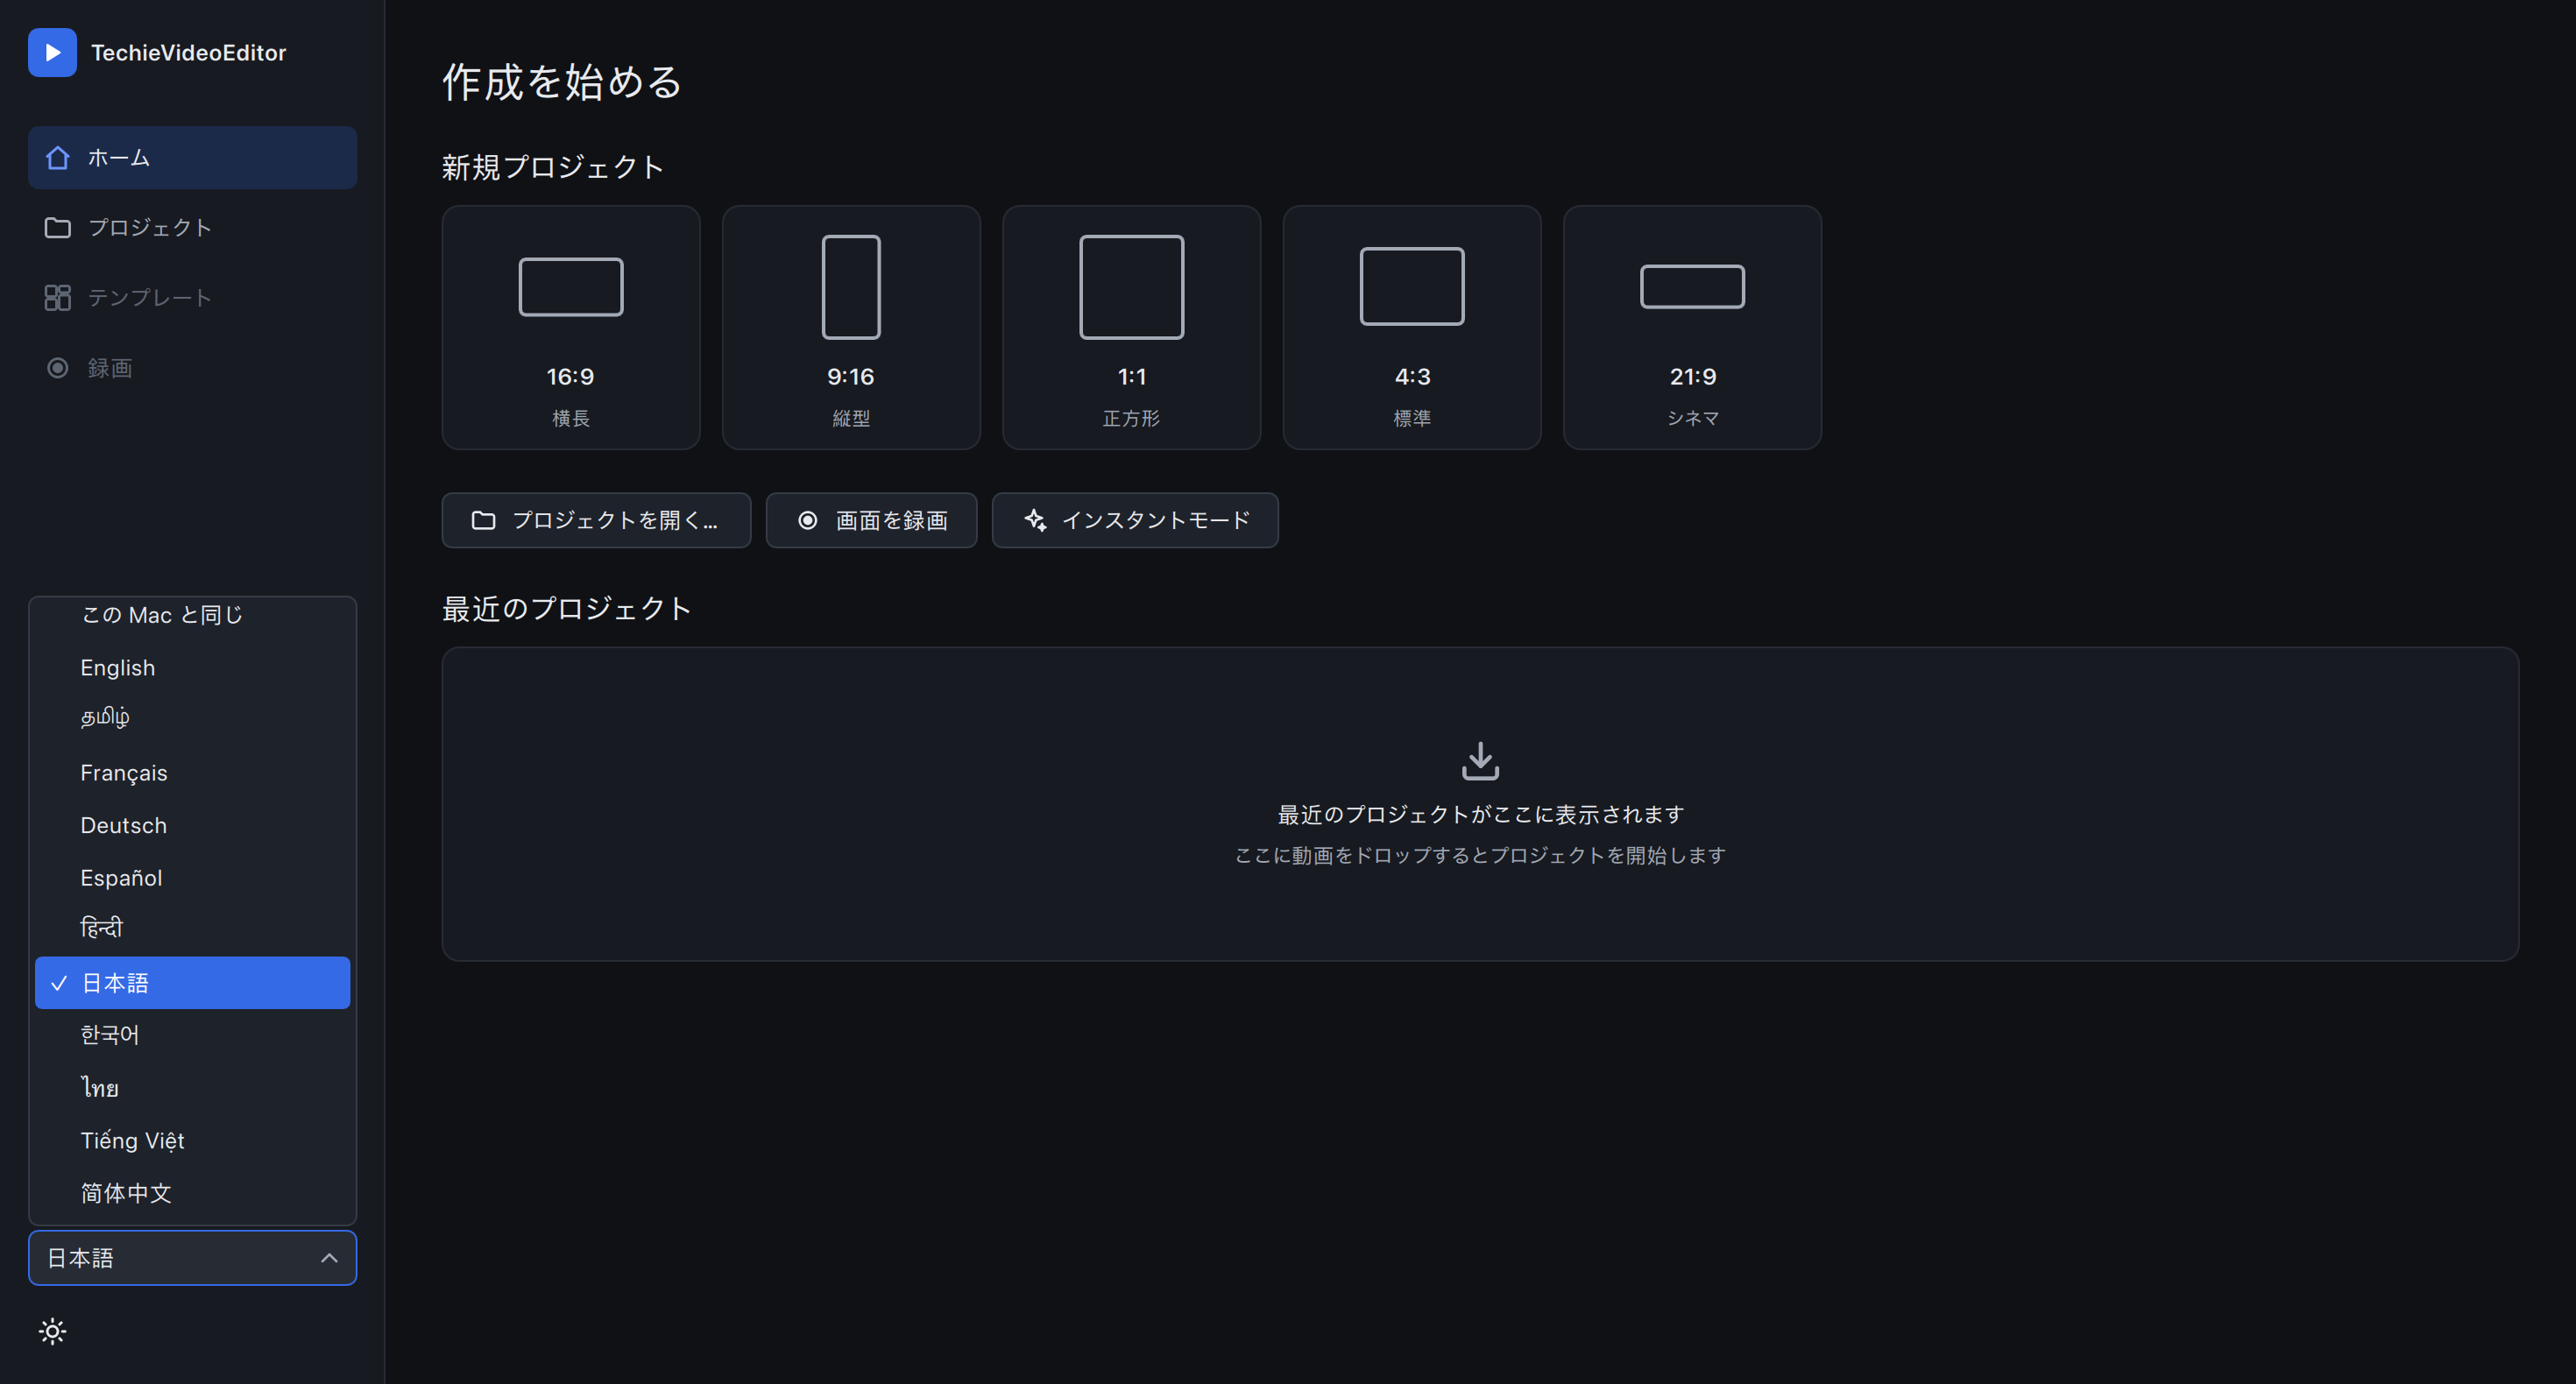 TechieVideoEditor
ホーム
プロジェクト
テンプレート
録画
この Mac と同じ
English
தமிழ்
Français
Deutsch
Español
हिन्दी
日本語
한국어
ไทย
Tiếng Việt
简体中文
日本語
作成を始める
新規プロジェクト
16:9
横長
9:16
縦型
1:1
正方形
4:3
標準
21:9
シネマ
プロジェクトを開く...
画面を録画
インスタントモード
最近のプロジェクト
最近のプロジェクトがここに表示されます
ここに動画をドロップするとプロジェクトを開始します